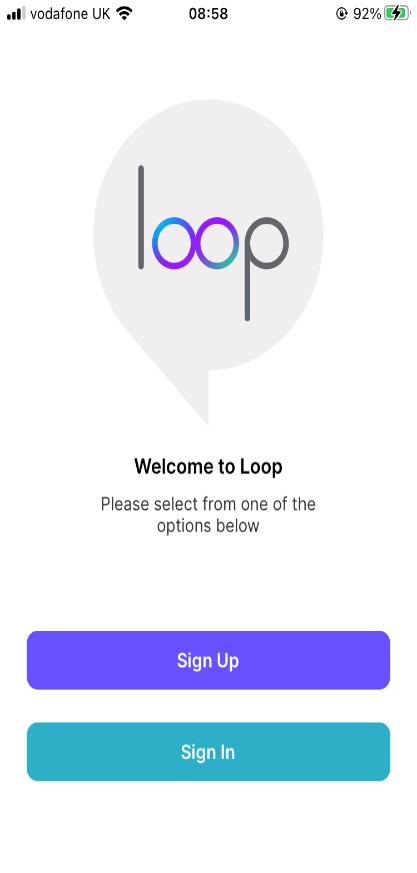 vodafone UK 08:58 92%
loop
Welcome to Loop
Please select from one of the
options below
Sign Up
Sign In